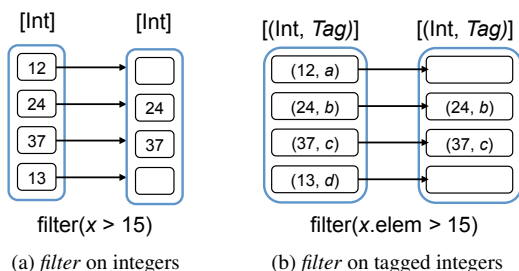 [Int] [Int] [(Int, Tag)] [(Int, Tag)]
12 (12, a)
24 24 (24, b) (24, b)
37 37 (37, c) (37, c)
13 (13, d)
filter(x > 15) filter(x.elem > 15)
(a) filter on integers (b) filter on tagged integers